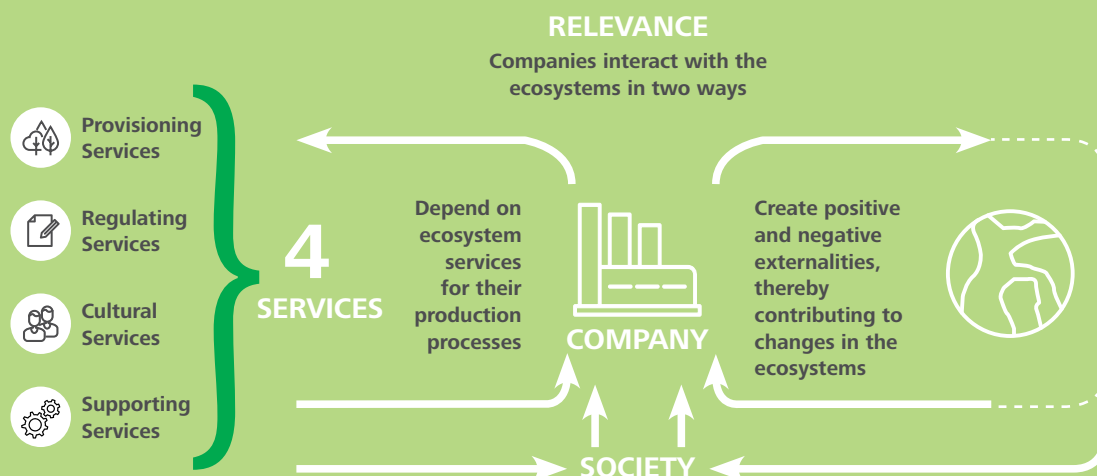 RELEVANCE
Companies interact with the
ecosystems in two ways
Provisioning
Services
Regulating
Services
Cultural
Services
Supporting
Services
4
SERVICES
Depend on
ecosystem
services
for their
production
processes
COMPANY
Create positive
and negative
externalities,
thereby
contributing to
changes in the
ecosystems
SOCIETY